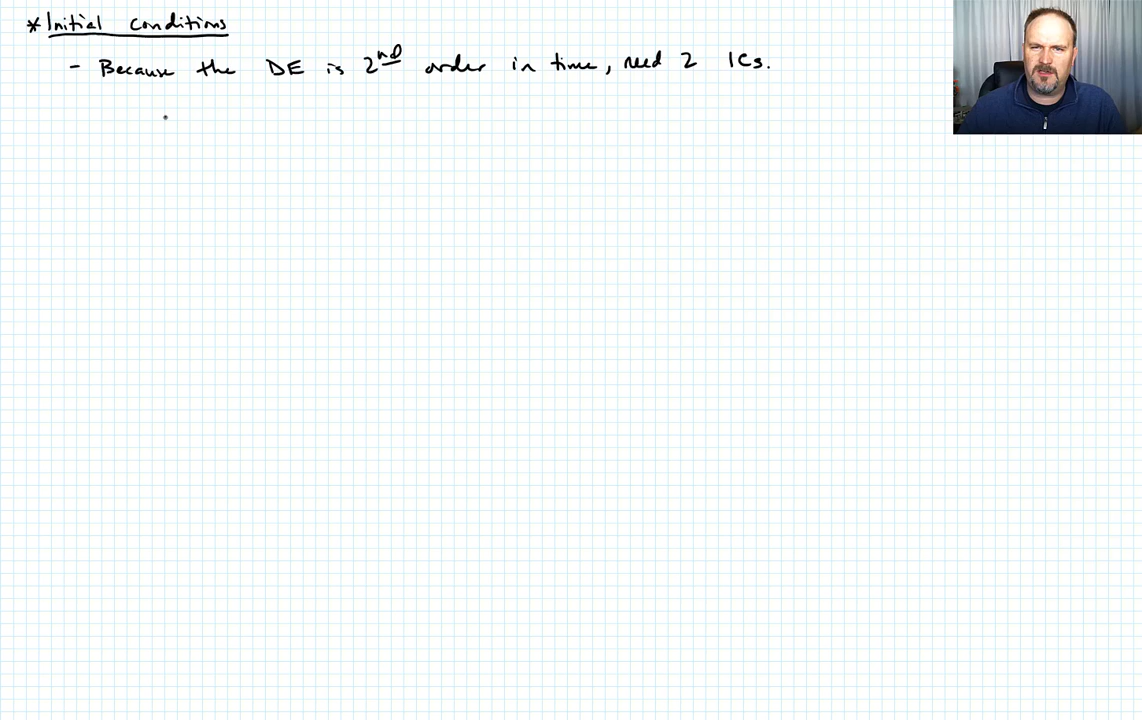 * Initial conditions
- Because the DE is 2nd order in time, need 2 ICs.